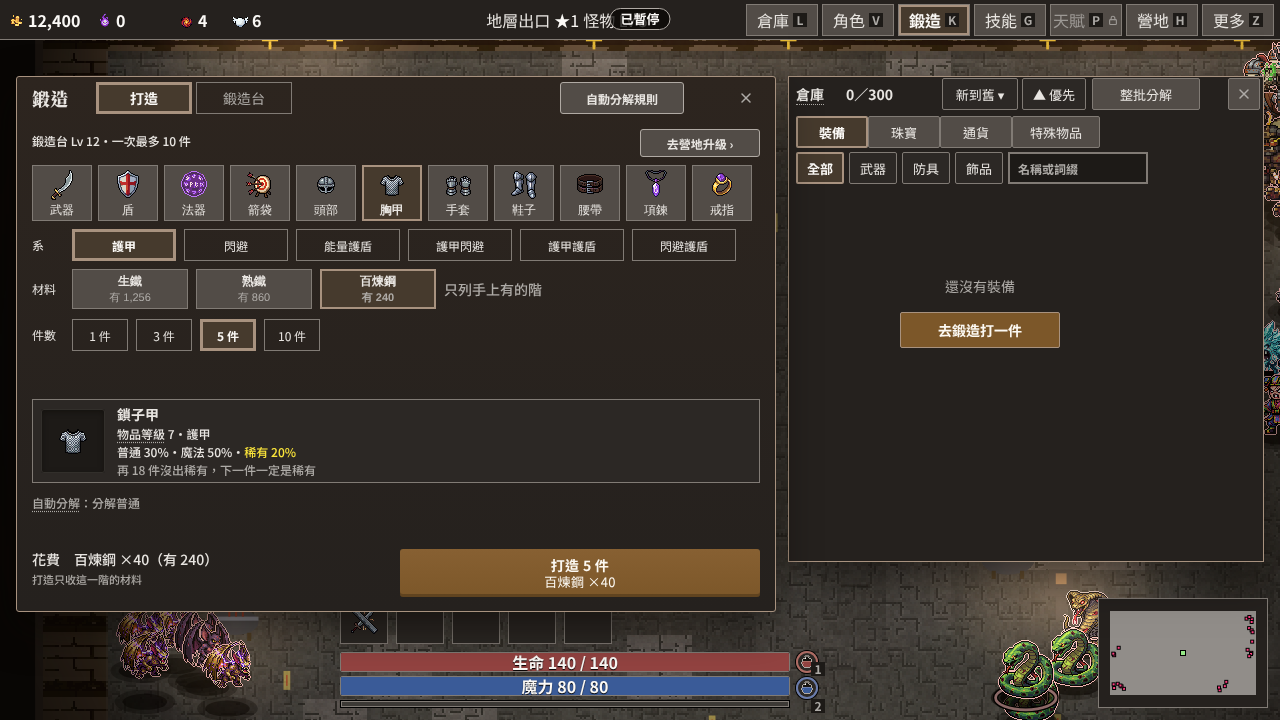 12,400 0 4 6 地層出口 ★1 怪物 已暫停 倉庫 L 角色 V 鍛造 K 技能 G 天賦 P 營地 H 更多 Z
鍛造 打造 鍛造台 自動分解規則 ×
鍛造台 Lv 12・一次最多 10 件 去營地升級 ›
武器 盾 法器 箭袋 頭部 胸甲 手套 鞋子 腰帶 項鍊 戒指
系 護甲 閃避 能量護盾 護甲閃避 護甲護盾 閃避護盾
材料 生鐵 有 1,256 熟鐵 有 860 百煉鋼 有 240 只列手上有的階
件數 1 件 3 件 5 件 10 件
鎖子甲
物品等級 7・護甲
普通 30%・魔法 50%・稀有 20%
再 18 件沒出稀有，下一件一定是稀有
自動分解：分解普通
花費 百煉鋼 ×40（有 240）
打造只收這一階的材料
打造 5 件
百煉鋼 ×40
倉庫 0／300 新到舊 ▾ ▲ 優先 整批分解 ×
裝備 珠寶 通貨 特殊物品
全部 武器 防具 飾品 名稱或詞綴
還沒有裝備
去鍛造打一件
生命 140 / 140 1
魔力 80 / 80 2